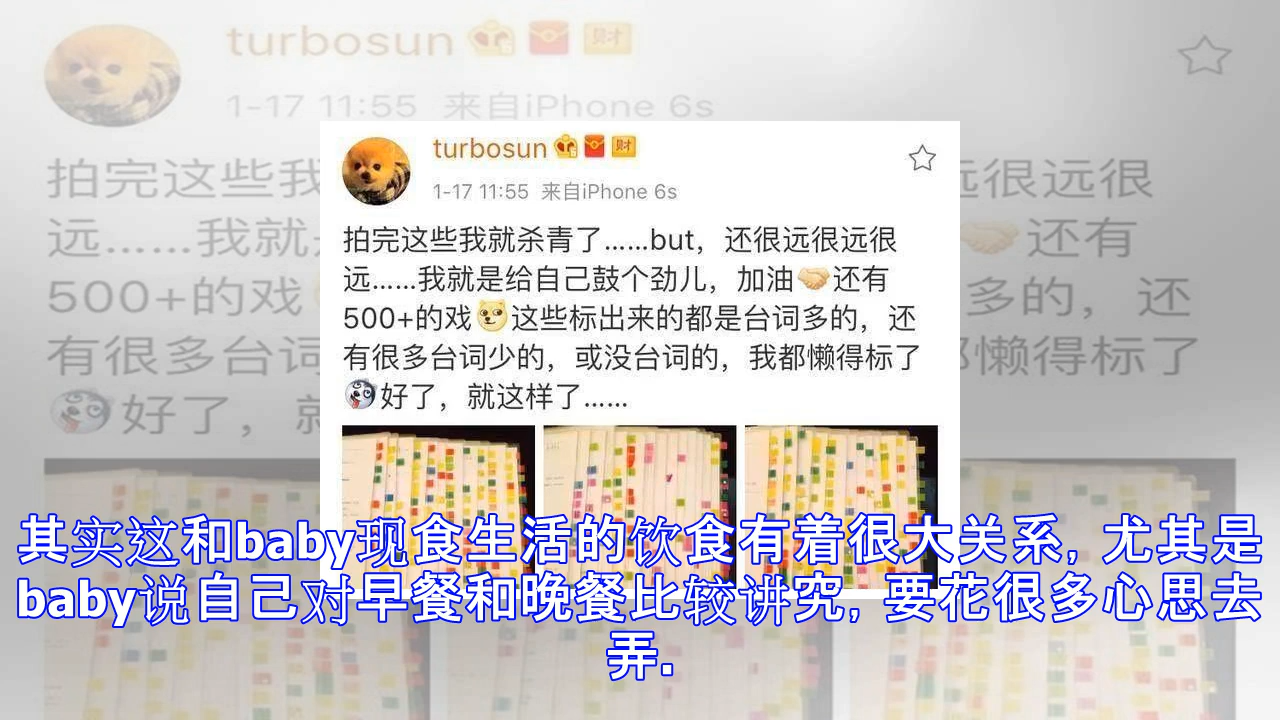 turbosun
1-17 11:55 来自iPhone 6s
拍完这些我就杀青了......but，还很远很远很
远......我就是给自己鼓个劲儿，加油还有
500+的戏这些标出来的都是台词多的，还
有很多台词少的，或没台词的，我都懒得标了
好了，就这样了......
其实这和baby现食生活的饮食有着很大关系, 尤其是
baby说自己对早餐和晚餐比较讲究, 要花很多心思去
弄.